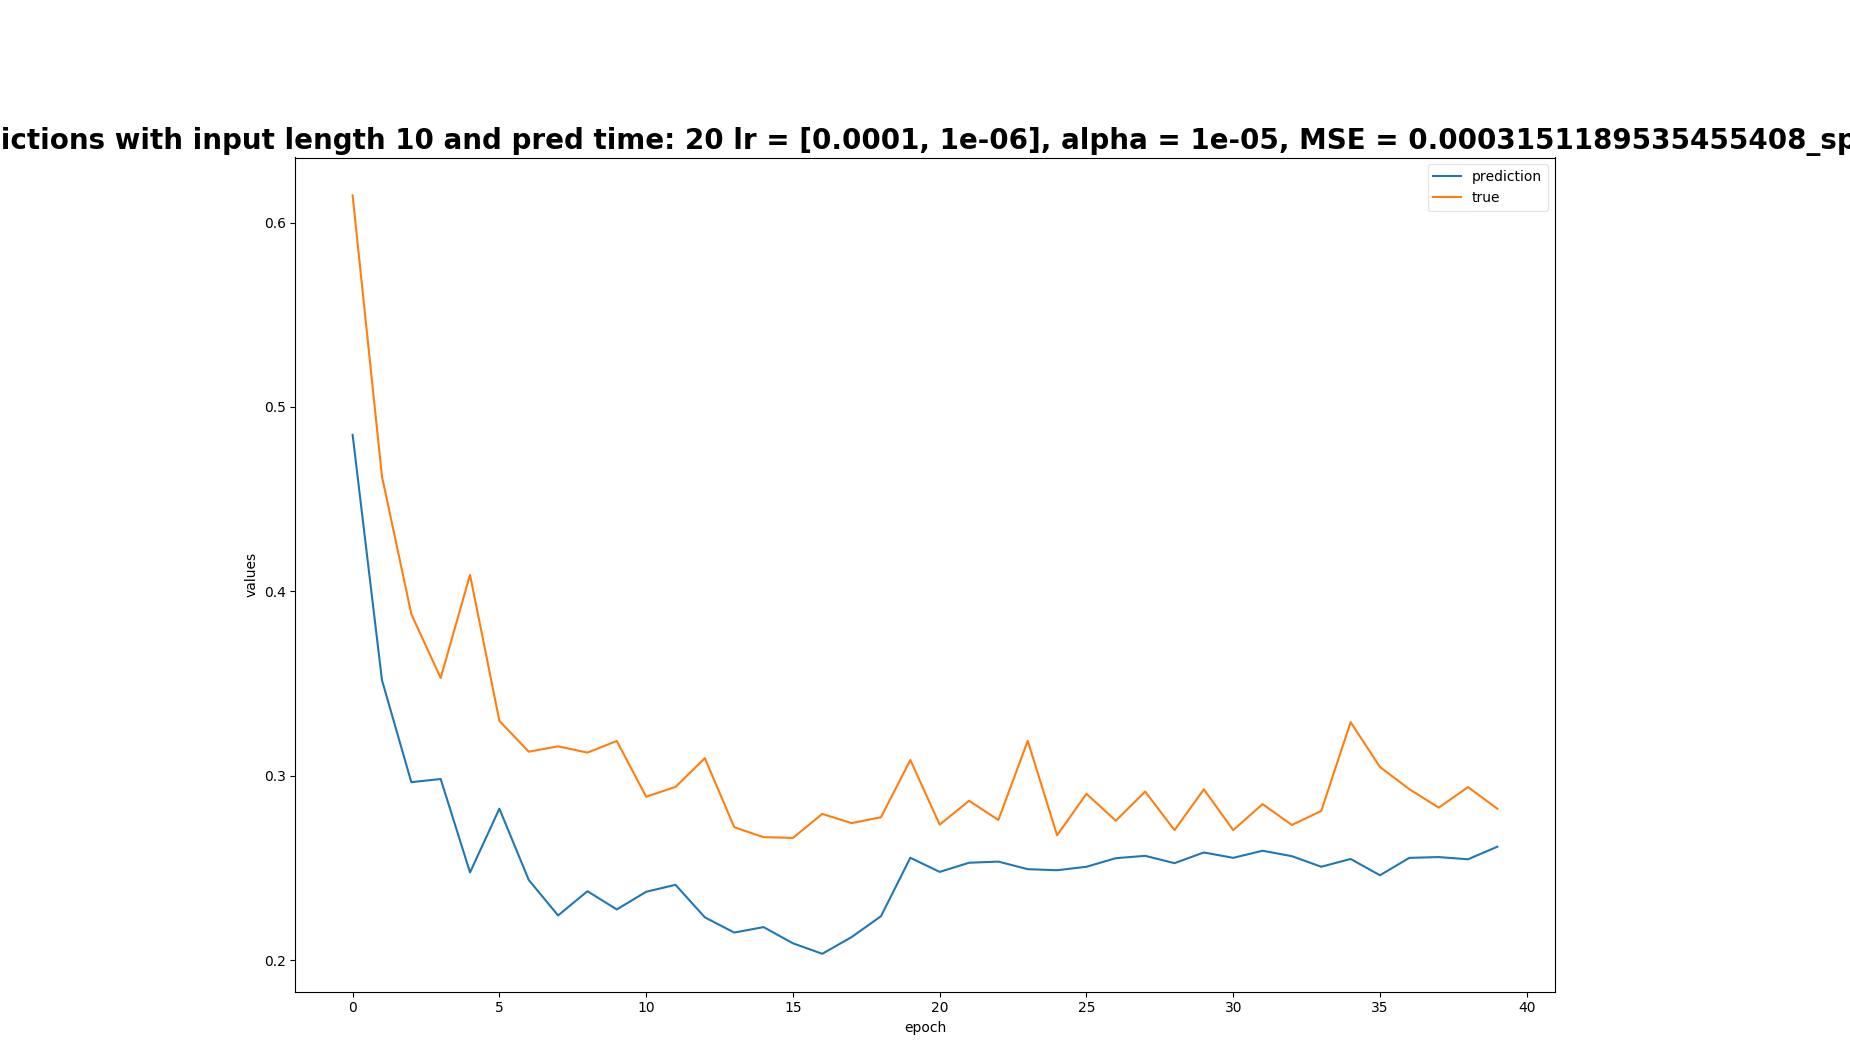 ictions with input length 10 and pred time: 20 lr = [0.0001, 1e-06], alpha = 1e-05, MSE = 0.0003151189535455408_sp
prediction
true
0.6
0.5
0.4
0.3
0.2
values
0 5 10 15 20 25 30 35 40
epoch